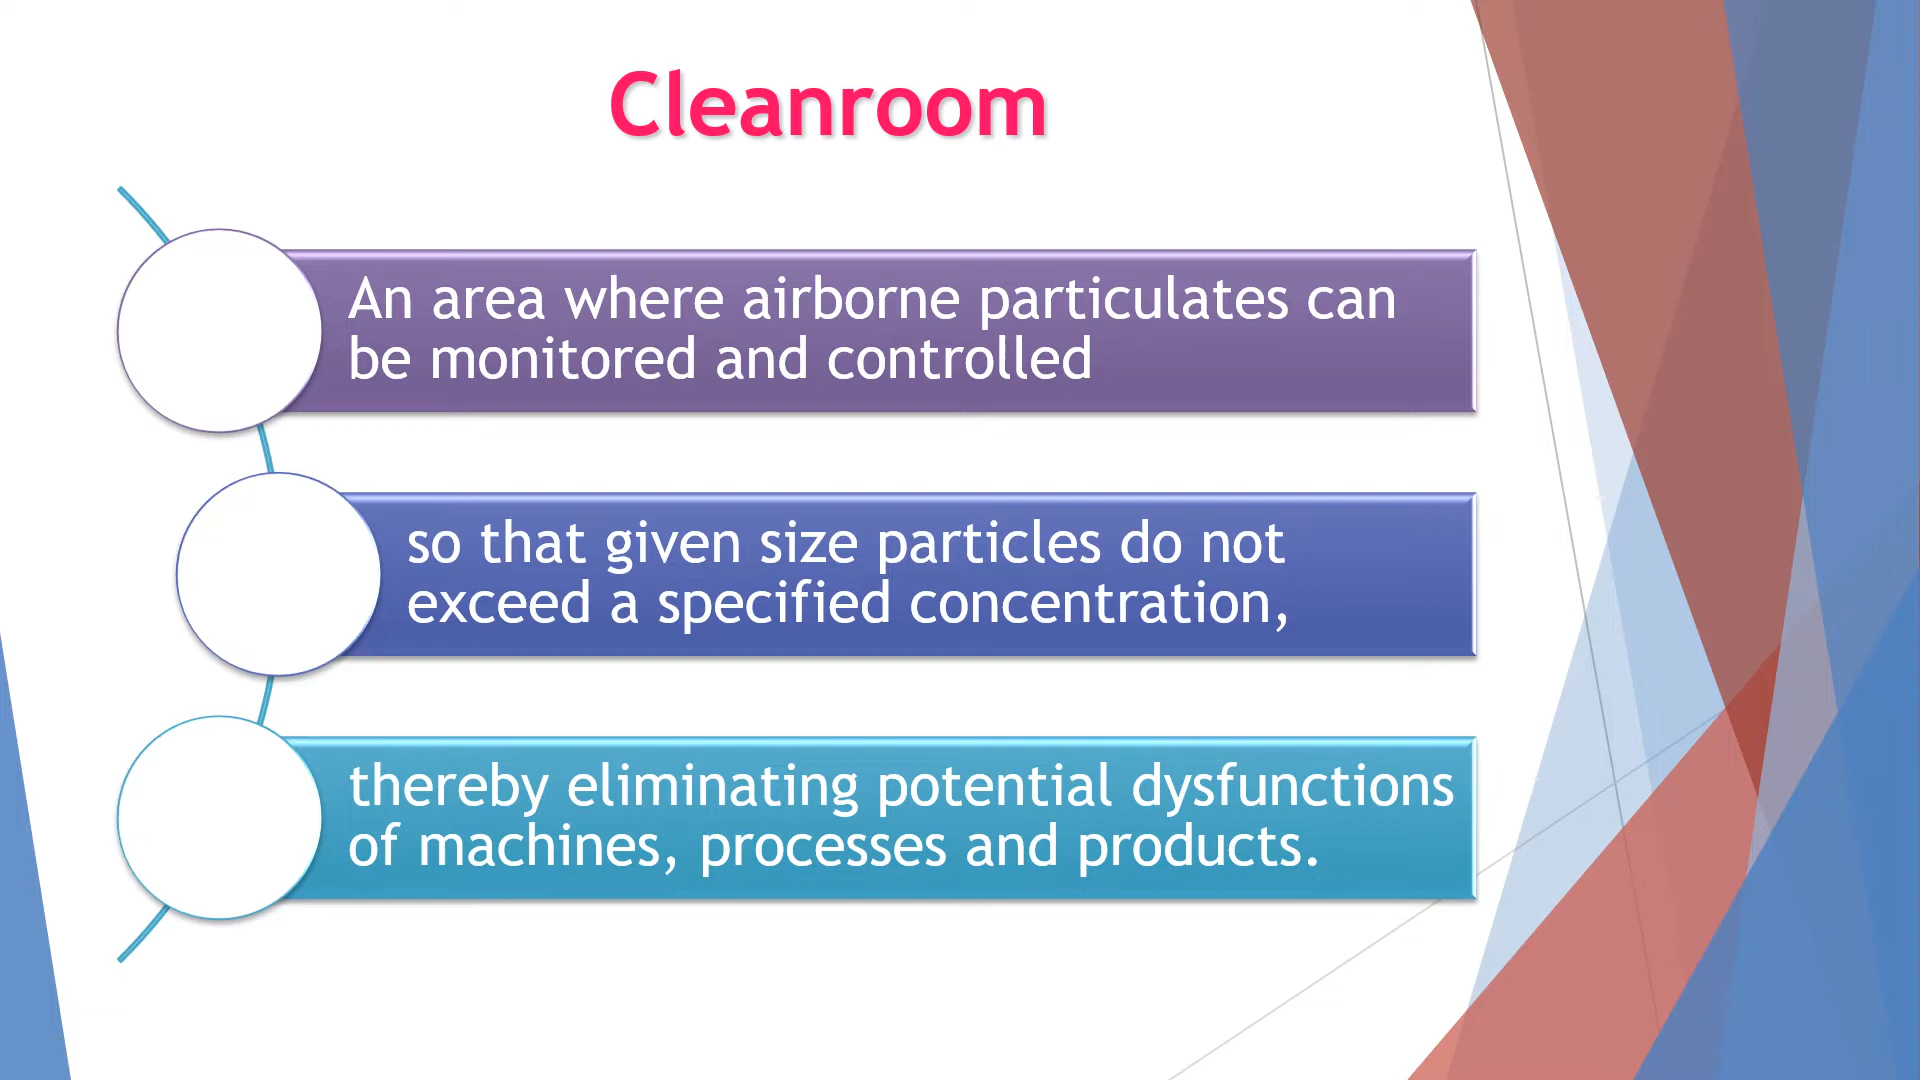 Cleanroom
An area where airborne particulates can
be monitored and controlled
so that given size particles do not
exceed a specified concentration,
thereby eliminating potential dysfunctions
of machines, processes and products.